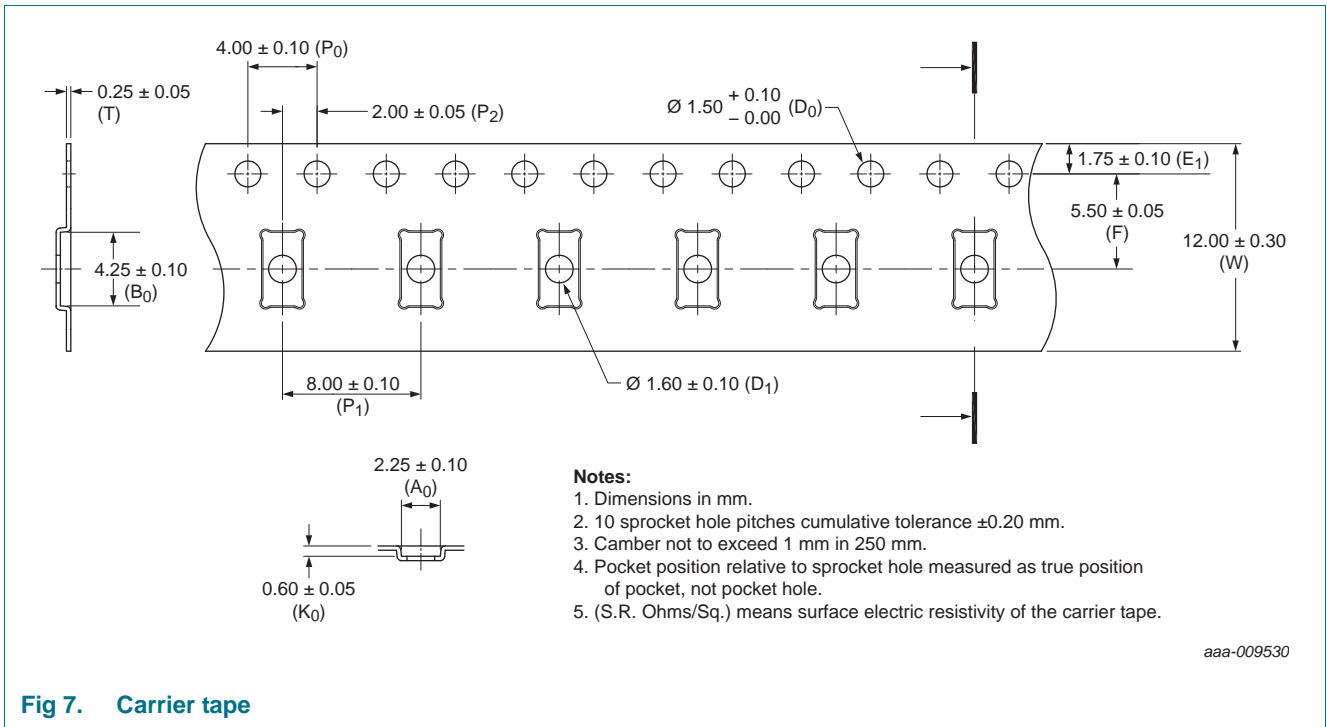 4.00 ± 0.10 (P0)
0.25 ± 0.05
(T)
2.00 ± 0.05 (P2)
Ø 1.50 + 0.10 – 0.00 (D0)
1.75 ± 0.10 (E1)
5.50 ± 0.05
(F)
12.00 ± 0.30
(W)
4.25 ± 0.10
(B0)
8.00 ± 0.10
(P1)
Ø 1.60 ± 0.10 (D1)
2.25 ± 0.10
(A0)
0.60 ± 0.05
(K0)
Notes:
1. Dimensions in mm.
2. 10 sprocket hole pitches cumulative tolerance ±0.20 mm.
3. Camber not to exceed 1 mm in 250 mm.
4. Pocket position relative to sprocket hole measured as true position
of pocket, not pocket hole.
5. (S.R. Ohms/Sq.) means surface electric resistivity of the carrier tape.
aaa-009530
Fig 7. Carrier tape